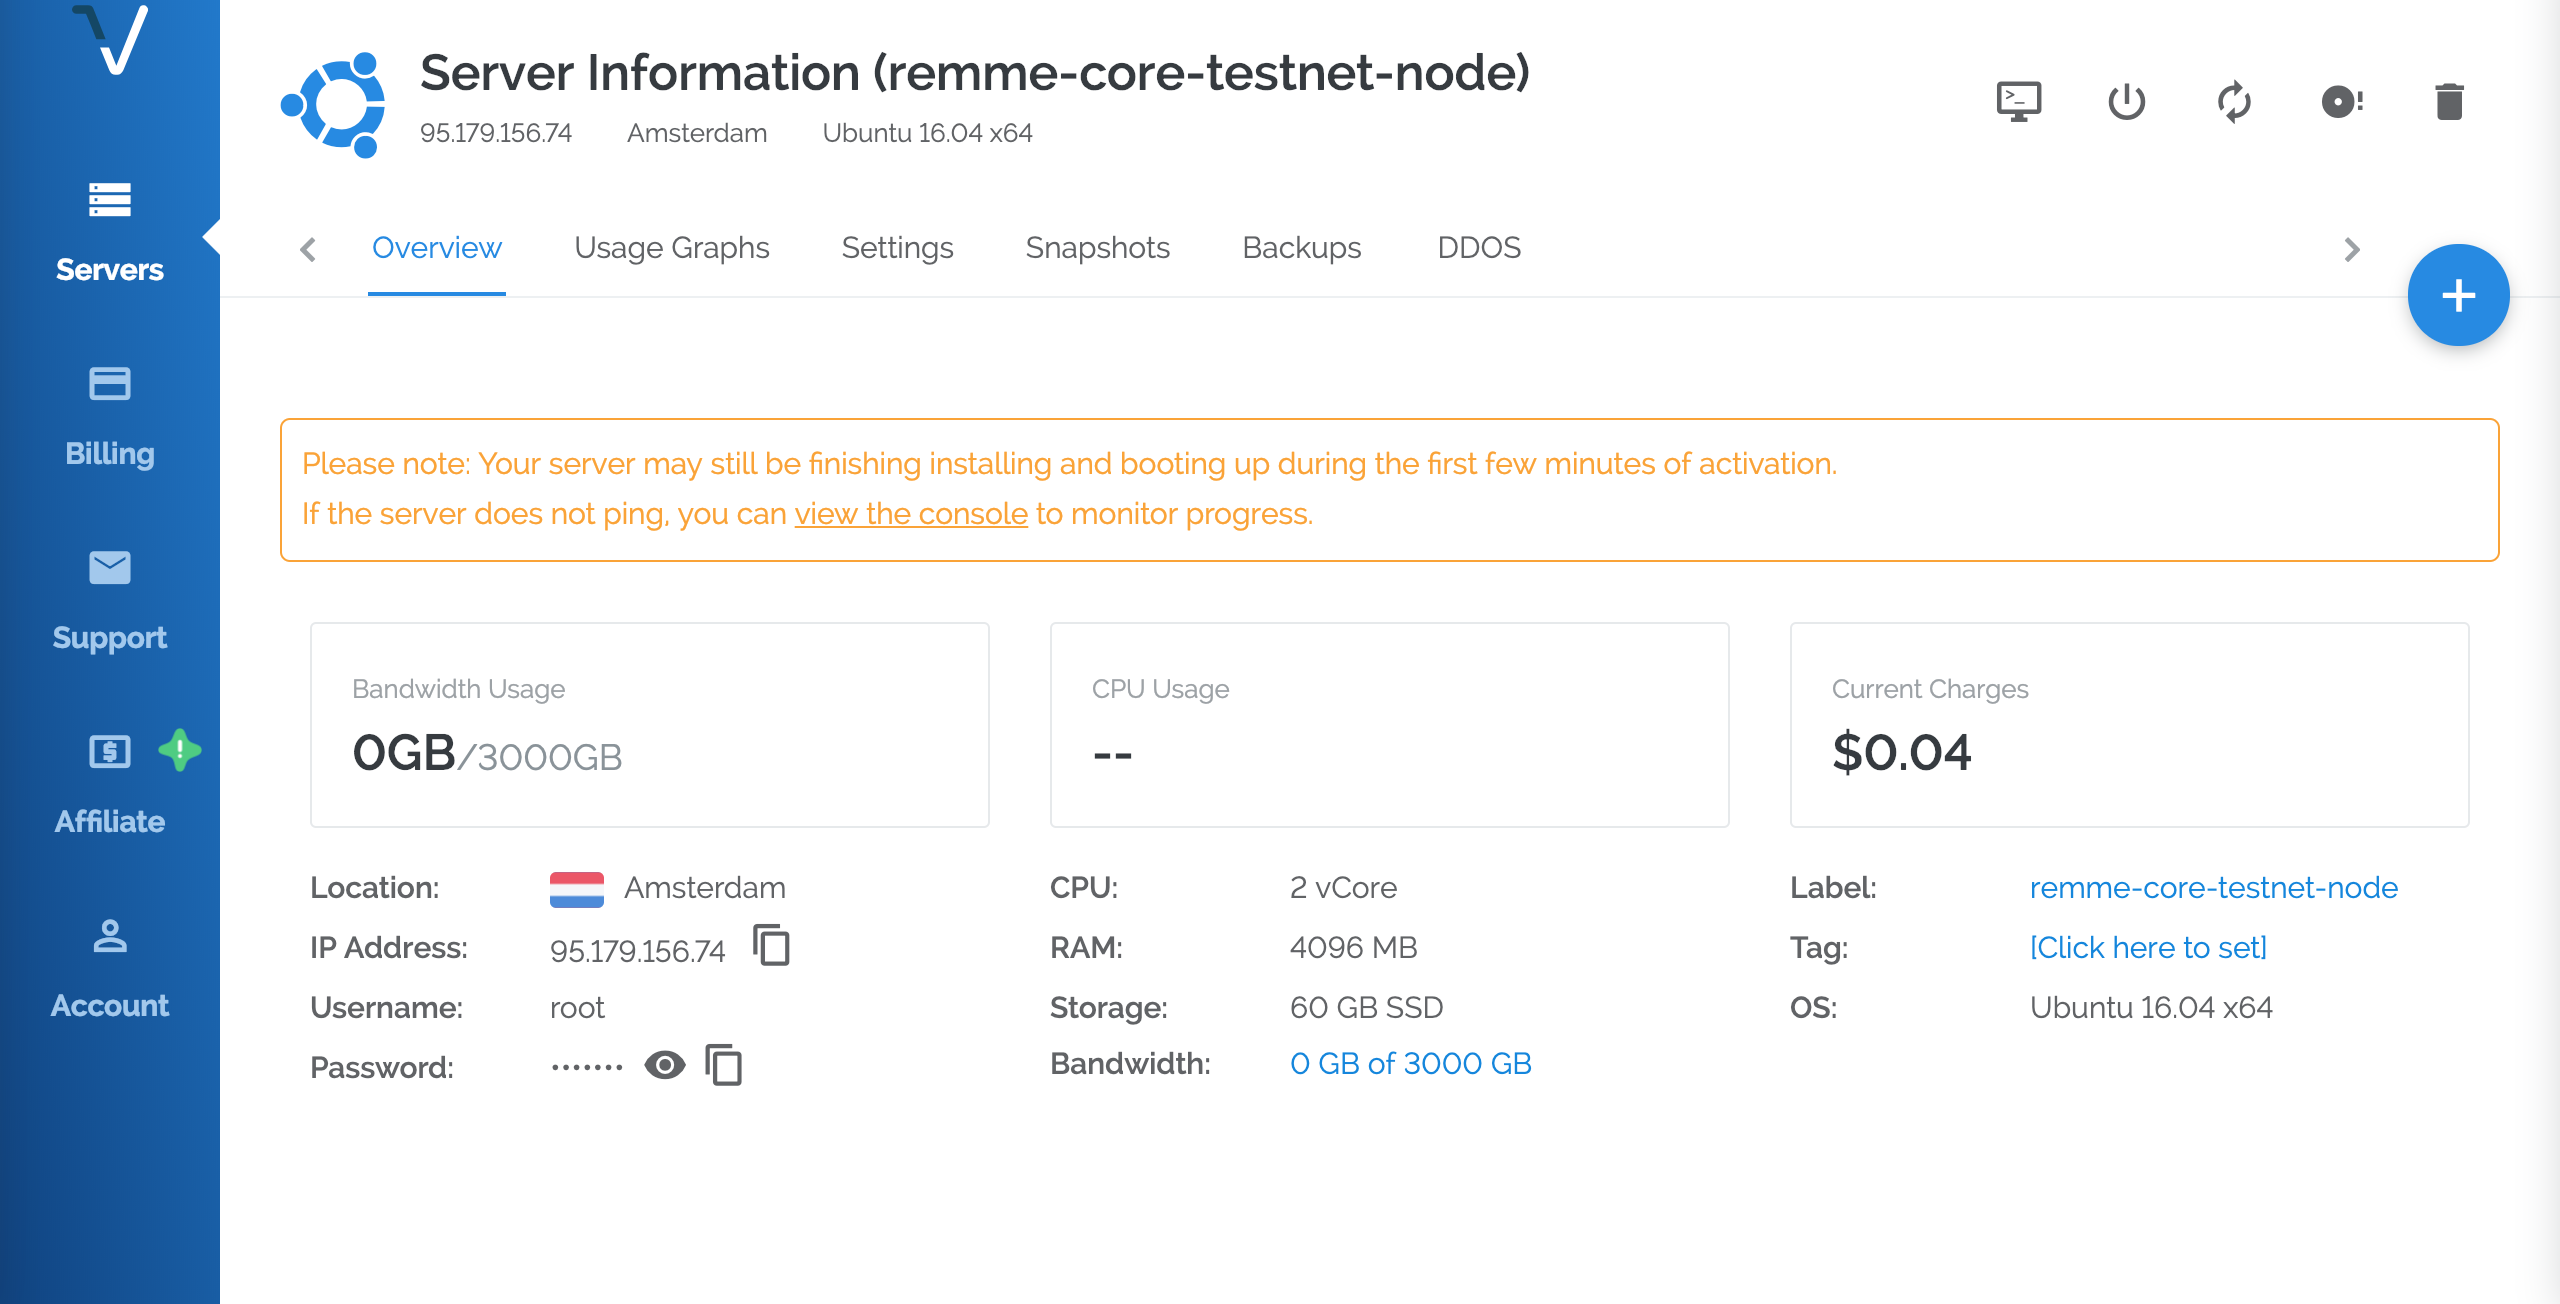 Server Information (remme-core-testnet-node)
95.179.156.74 Amsterdam Ubuntu 16.04 x64
Servers
Billing
Support
Affiliate
Account
Overview Usage Graphs Settings Snapshots Backups DDOS
Please note: Your server may still be finishing installing and booting up during the first few minutes of activation.
If the server does not ping, you can view the console to monitor progress.
Bandwidth Usage
0GB/3000GB
CPU Usage
--
Current Charges
$0.04
Location: Amsterdam
IP Address: 95.179.156.74
Username: root
Password: •••••••
CPU: 2 vCore
RAM: 4096 MB
Storage: 60 GB SSD
Bandwidth: 0 GB of 3000 GB
Label: remme-core-testnet-node
Tag: [Click here to set]
OS: Ubuntu 16.04 x64